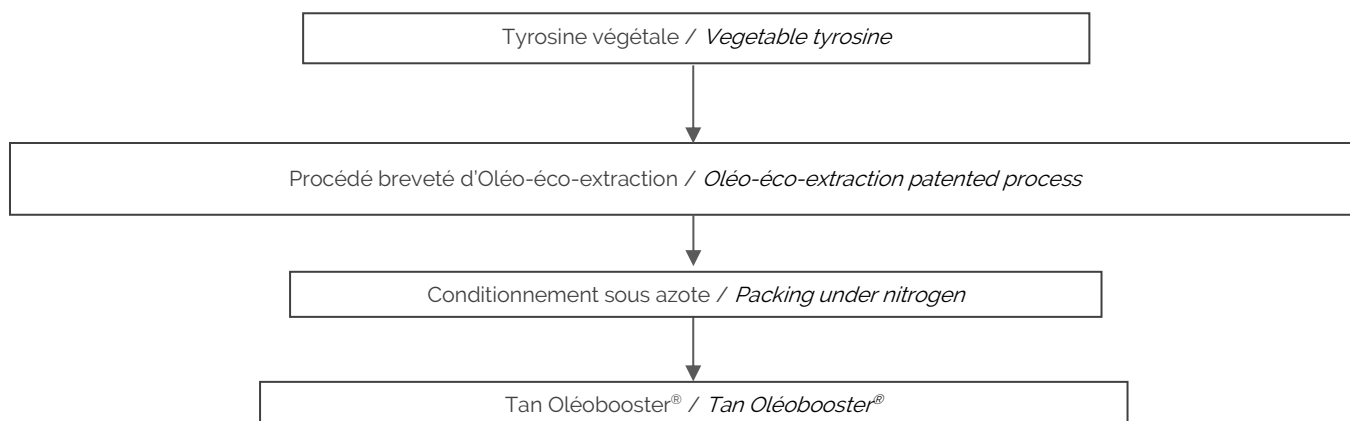 Tyrosine végétale / Vegetable tyrosine
Procédé breveté d'Oléo-éco-extraction / Oléo-éco-extraction patented process
Conditionnement sous azote / Packing under nitrogen
Tan Oléobooster® / Tan Oléobooster®